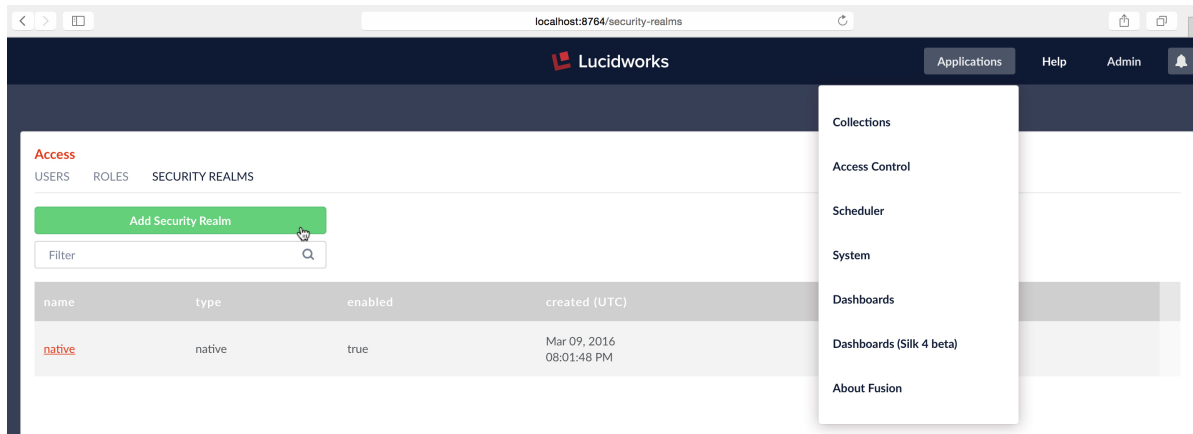 localhost:8764/security-realms
Lucidworks
Applications Help Admin
Collections
Access Control
Scheduler
System
Dashboards
Dashboards (Silk 4 beta)
About Fusion
Access
USERS ROLES SECURITY REALMS
Add Security Realm
Filter
name type enabled created (UTC)
native native true Mar 09, 2016
08:01:48 PM